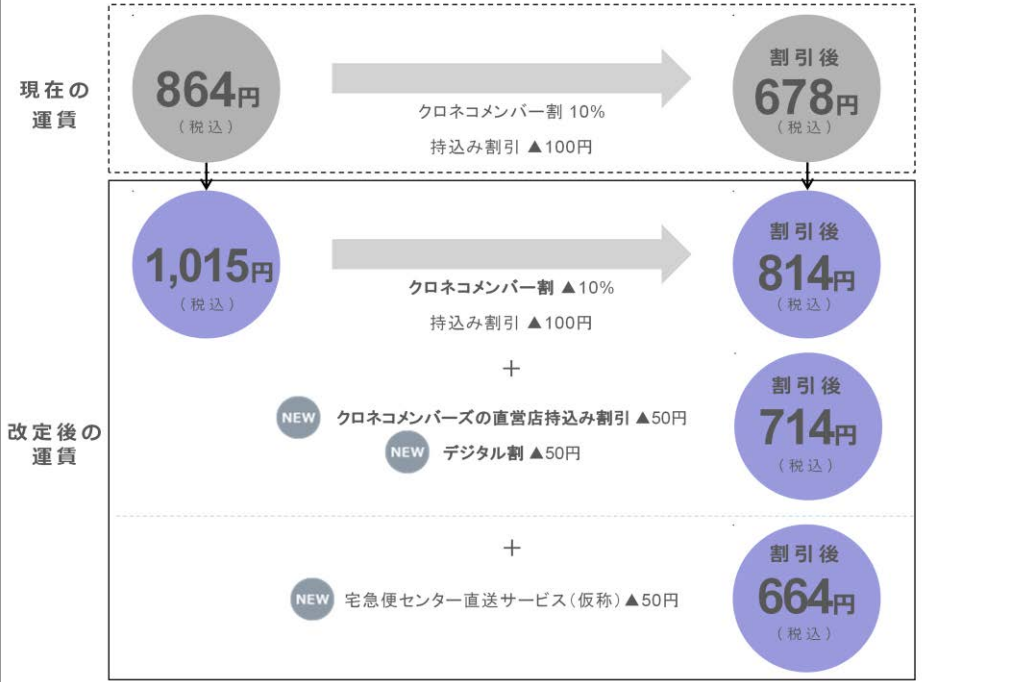 現在の
運賃
864円
（税込）
クロネコメンバー割 10%
持込み割引 ▲100円
割引後
678円
（税込）
1,015円
（税込）
クロネコメンバー割 ▲10%
持込み割引 ▲100円
割引後
814円
（税込）
改定後の
運賃
＋
NEW クロネコメンバーズの直営店持込み割引 ▲50円
NEW デジタル割 ▲50円
割引後
714円
（税込）
＋
NEW 宅急便センター直送サービス（仮称）▲50円
割引後
664円
（税込）